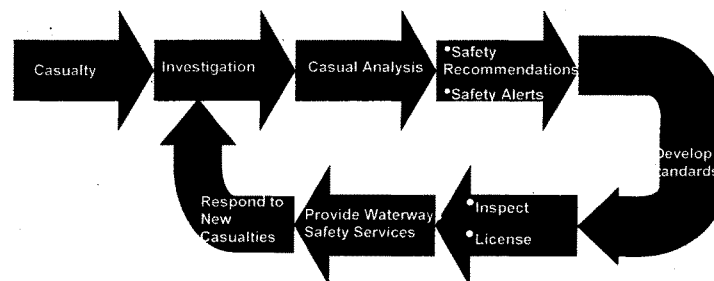 Casualty
Investigation
Casual Analysis
•Safety
Recommendations
•Safety Alerts
Develop
Standards
•Inspect
•License
Provide Waterway
Safety Services
Respond to
New
Casualties